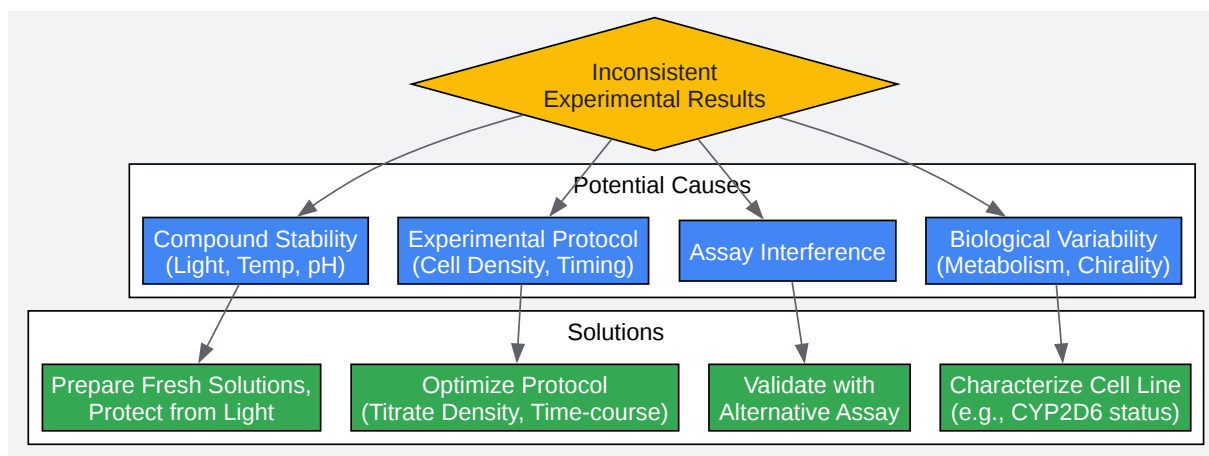 Inconsistent
Experimental Results
Potential Causes
Compound Stability
(Light, Temp, pH)
Experimental Protocol
(Cell Density, Timing)
Assay Interference
Biological Variability
(Metabolism, Chirality)
Solutions
Prepare Fresh Solutions,
Protect from Light
Optimize Protocol
(Titrate Density, Time-course)
Validate with
Alternative Assay
Characterize Cell Line
(e.g., CYP2D6 status)